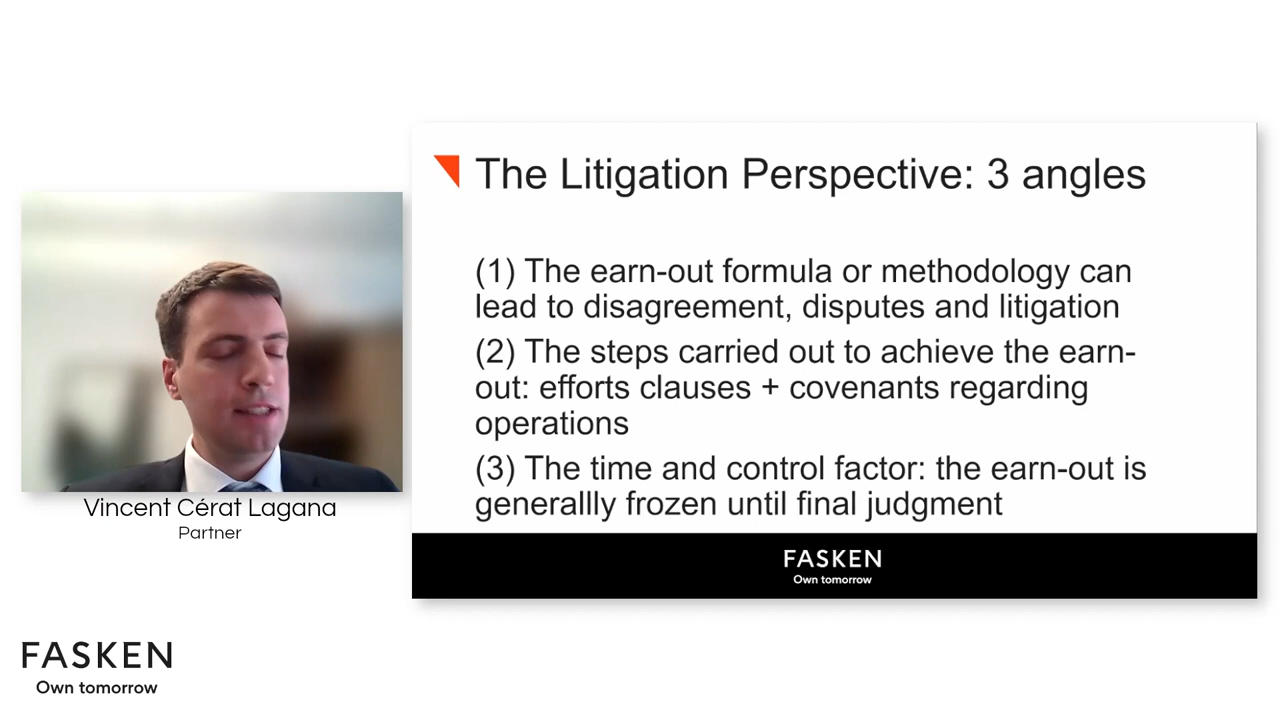 The Litigation Perspective: 3 angles
(1) The earn-out formula or methodology can
lead to disagreement, disputes and litigation
(2) The steps carried out to achieve the earn-
out: efforts clauses + covenants regarding
operations
(3) The time and control factor: the earn-out is
generallly frozen until final judgment
FASKEN
Own tomorrow
Vincent Cérat Lagana
Partner
FASKEN
Own tomorrow